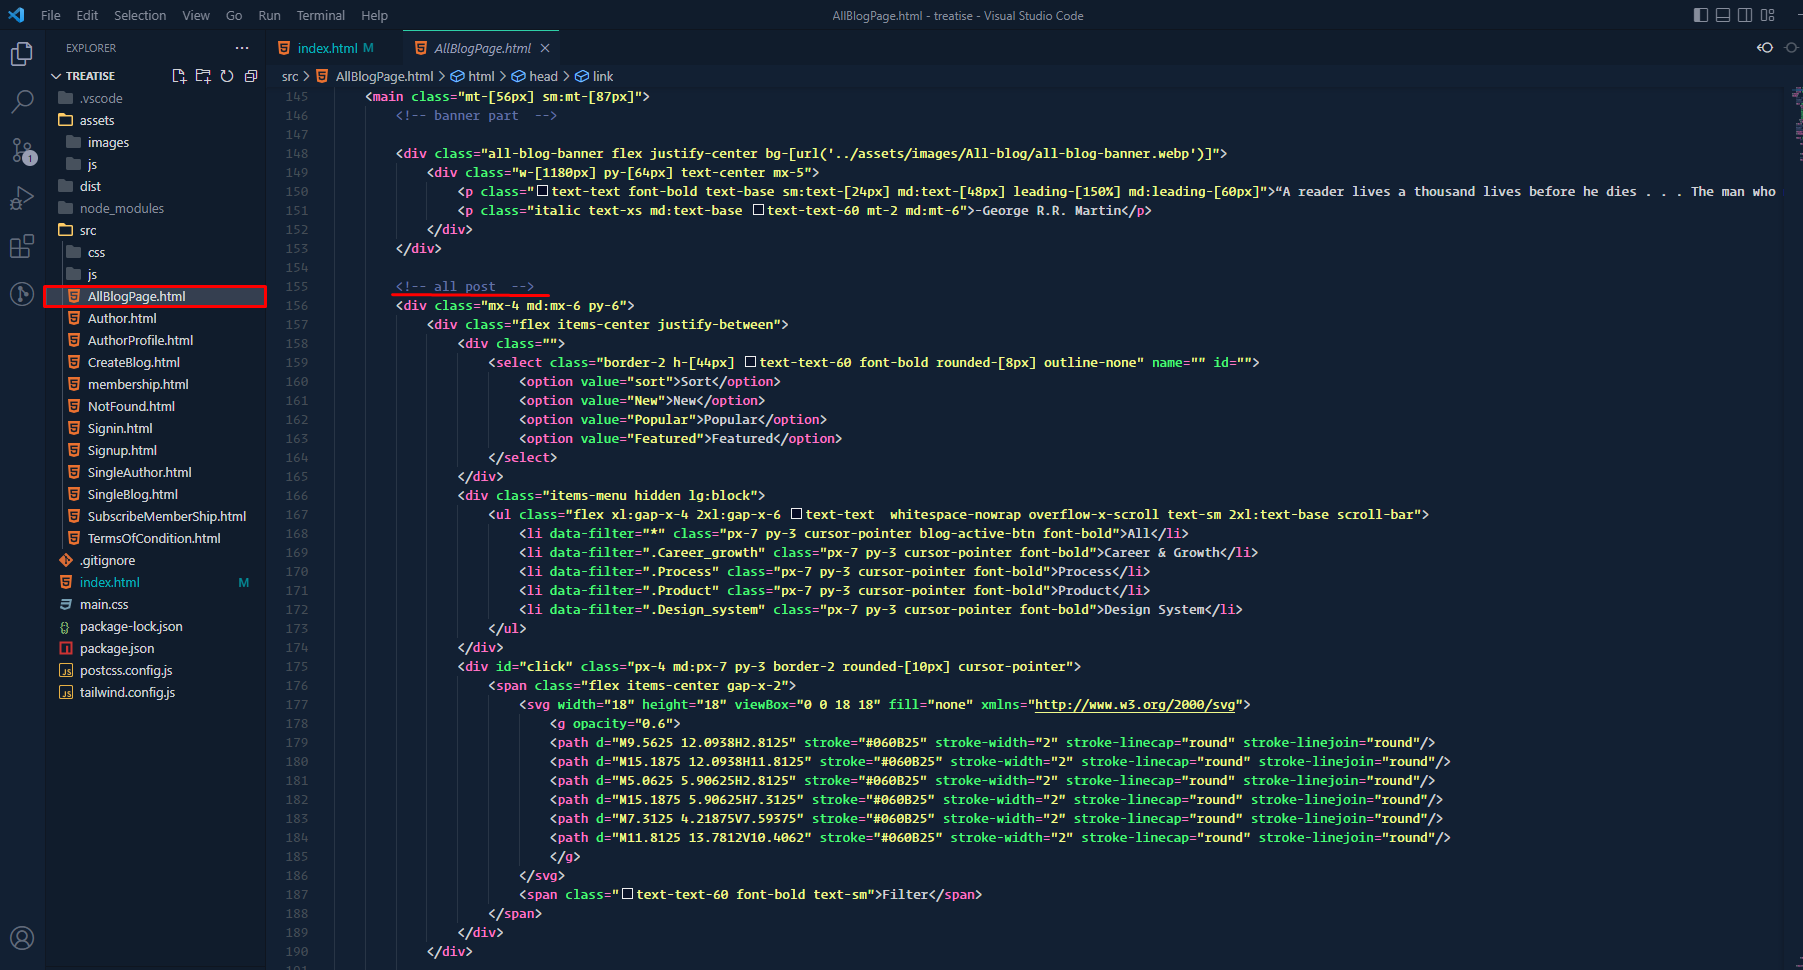 File Edit Selection View Go Run Terminal Help
AllBlogPage.html - treatise - Visual Studio Code
EXPLORER
TREATISE
.vscode
assets
images
js
dist
node_modules
src
css
js
AllBlogPage.html
Author.html
AuthorProfile.html
CreateBlog.html
membership.html
NotFound.html
Signin.html
Signup.html
SingleAuthor.html
SingleBlog.html
SubscribeMemberShip.html
TermsOfCondition.html
.gitignore
index.html M
main.css
package-lock.json
package.json
postcss.config.js
tailwind.config.js
1
index.html M AllBlogPage.html
src > AllBlogPage.html > html > head > link
145 <main class="mt-[56px] sm:mt-[87px]">
146 <!-- banner part  -->
147
148 <div class="all-blog-banner flex justify-center bg-[url('../assets/images/All-blog/all-blog-banner.webp')]">
149 <div class="w-[1180px] py-[64px] text-center mx-5">
150 <p class="text-text font-bold text-base sm:text-[24px] md:text-[48px] leading-[150%] md:leading-[60px]">“A reader lives a thousand lives before he dies . . . The man who
151 <p class="italic text-xs md:text-base text-text-60 mt-2 md:mt-6">-George R.R. Martin</p>
152 </div>
153 </div>
154
155 <!-- all post  -->
156 <div class="mx-4 md:mx-6 py-6">
157 <div class="flex items-center justify-between">
158 <div class="">
159 <select class="border-2 h-[44px] text-text-60 font-bold rounded-[8px] outline-none" name="" id="">
160 <option value="sort">Sort</option>
161 <option value="New">New</option>
162 <option value="Popular">Popular</option>
163 <option value="Featured">Featured</option>
164 </select>
165 </div>
166 <div class="items-menu hidden lg:block">
167 <ul class="flex xl:gap-x-4 2xl:gap-x-6 text-text  whitespace-nowrap overflow-x-scroll text-sm 2xl:text-base scroll-bar">
168 <li data-filter="*" class="px-7 py-3 cursor-pointer blog-active-btn font-bold">All</li>
169 <li data-filter=".Career_growth" class="px-7 py-3 cursor-pointer font-bold">Career & Growth</li>
170 <li data-filter=".Process" class="px-7 py-3 cursor-pointer font-bold">Process</li>
171 <li data-filter=".Product" class="px-7 py-3 cursor-pointer font-bold">Product</li>
172 <li data-filter=".Design_system" class="px-7 py-3 cursor-pointer font-bold">Design System</li>
173 </ul>
174 </div>
175 <div id="click" class="px-4 md:px-7 py-3 border-2 rounded-[10px] cursor-pointer">
176 <span class="flex items-center gap-x-2">
177 <svg width="18" height="18" viewBox="0 0 18 18" fill="none" xmlns="http://www.w3.org/2000/svg">
178 <g opacity="0.6">
179 <path d="M9.5625 12.0938H2.8125" stroke="#060B25" stroke-width="2" stroke-linecap="round" stroke-linejoin="round"/>
180 <path d="M15.1875 12.0938H11.8125" stroke="#060B25" stroke-width="2" stroke-linecap="round" stroke-linejoin="round"/>
181 <path d="M5.0625 5.90625H2.8125" stroke="#060B25" stroke-width="2" stroke-linecap="round" stroke-linejoin="round"/>
182 <path d="M15.1875 5.90625H7.3125" stroke="#060B25" stroke-width="2" stroke-linecap="round" stroke-linejoin="round"/>
183 <path d="M7.3125 4.21875V7.59375" stroke="#060B25" stroke-width="2" stroke-linecap="round" stroke-linejoin="round"/>
184 <path d="M11.8125 13.7812V10.4062" stroke="#060B25" stroke-width="2" stroke-linecap="round" stroke-linejoin="round"/>
185 </g>
186 </svg>
187 <span class="text-text-60 font-bold text-sm">Filter</span>
188 </span>
189 </div>
190 </div>